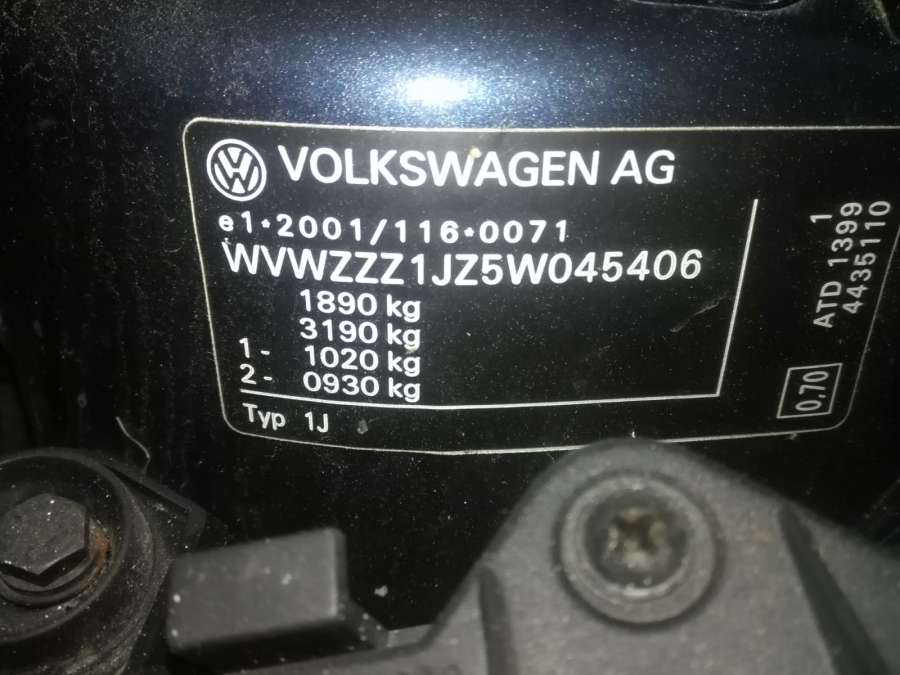 VOLKSWAGEN AG
e1*2001/116*0071
WVWZZZ1JZ5W045406
1890 kg
3190 kg
1- 1020 kg
2- 0930 kg
Typ 1J
1
ATD 1399
4435110
0,70